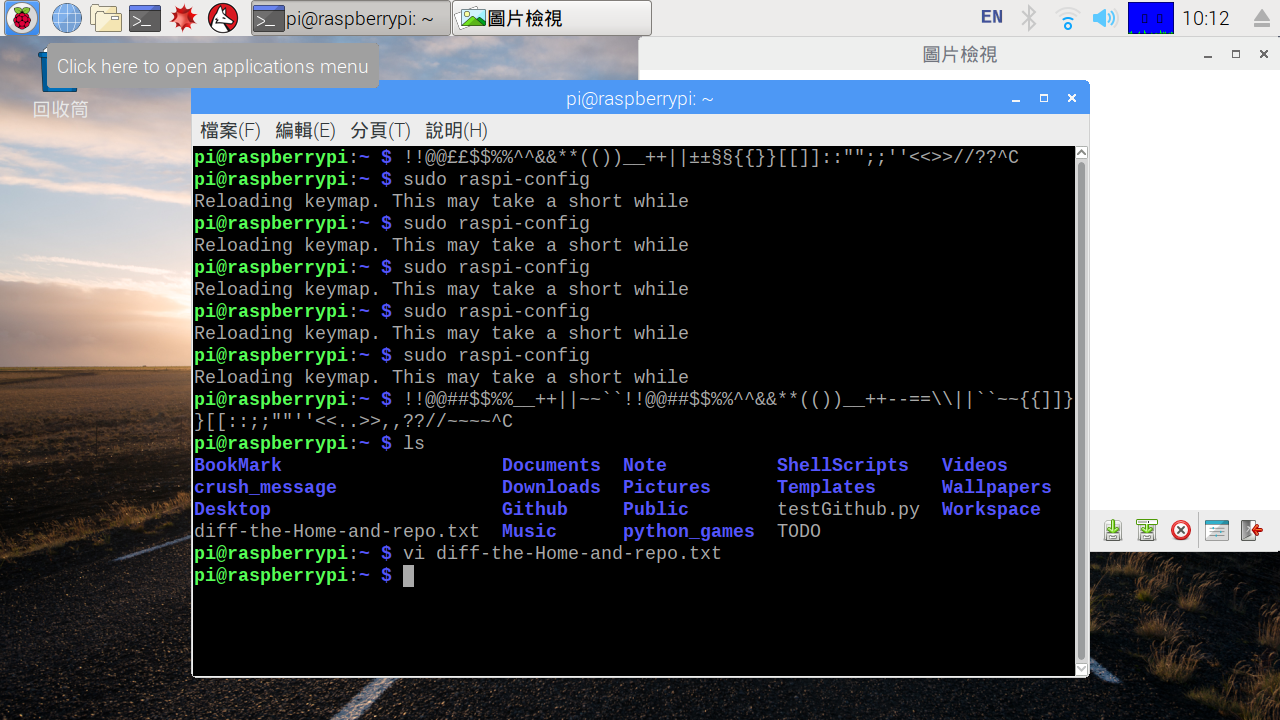 pi@raspberrypi: ~
圖片檢視
EN
10:12
Click here to open applications menu
回收筒
圖片檢視
pi@raspberrypi: ~
檔案(F) 編輯(E) 分頁(T) 說明(H)
pi@raspberrypi:~ $ !!@@££$$%%^^&&**(())__++||±±§§{{}}[[]]::"";;''<<>>//??^C
pi@raspberrypi:~ $ sudo raspi-config
Reloading keymap. This may take a short while
pi@raspberrypi:~ $ sudo raspi-config
Reloading keymap. This may take a short while
pi@raspberrypi:~ $ sudo raspi-config
Reloading keymap. This may take a short while
pi@raspberrypi:~ $ sudo raspi-config
Reloading keymap. This may take a short while
pi@raspberrypi:~ $ sudo raspi-config
Reloading keymap. This may take a short while
pi@raspberrypi:~ $ !!@@##$$%%__++||~~``!!@@##$$%%^^&&**(())__++--==\\||``~~{{]]}
}[[::;;""''<<..>>,,??//~~~~^C
pi@raspberrypi:~ $ ls
BookMark Documents Note ShellScripts Videos
crush_message Downloads Pictures Templates Wallpapers
Desktop Github Public testGithub.py Workspace
diff-the-Home-and-repo.txt Music python_games TODO
pi@raspberrypi:~ $ vi diff-the-Home-and-repo.txt
pi@raspberrypi:~ $